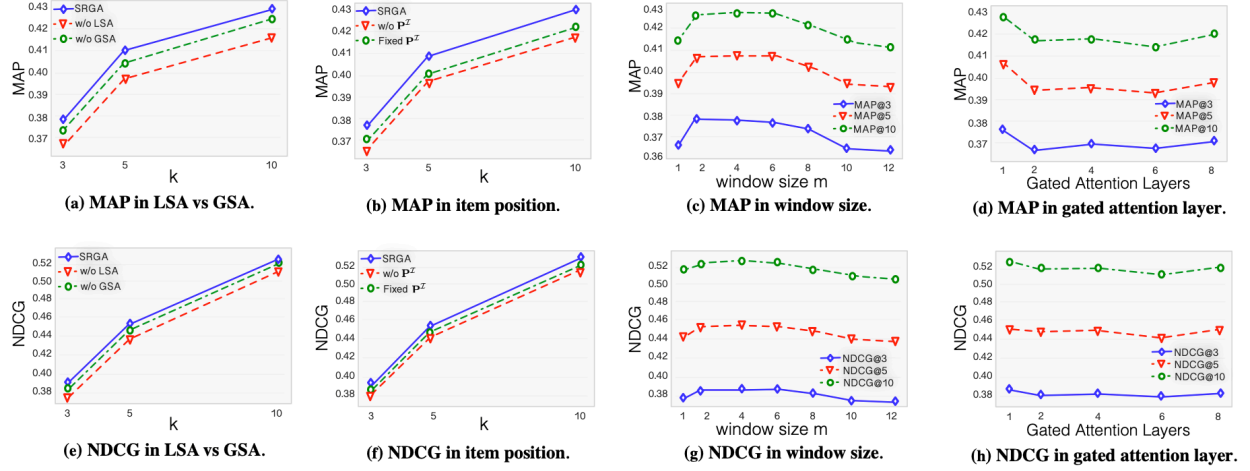 0.43
0.42
0.41
0.40
0.39
0.38
0.37
MAP
SRGA
w/o LSA
w/o GSA
3 5 10
k
(a) MAP in LSA vs GSA.
0.43
0.42
0.41
0.40
0.39
0.38
0.37
MAP
SRGA
w/o P^I
Fixed P^I
3 5 10
k
(b) MAP in item position.
0.43
0.42
0.41
0.40
0.39
0.38
0.37
0.36
MAP
MAP@3
MAP@5
MAP@10
1 2 4 6 8 10 12
window size m
(c) MAP in window size.
0.43
0.42
0.41
0.40
0.39
0.38
0.37
MAP
MAP@3
MAP@5
MAP@10
1 2 4 6 8
Gated Attention Layers
(d) MAP in gated attention layer.
0.52
0.50
0.48
0.46
0.44
0.42
0.40
0.38
NDCG
SRGA
w/o LSA
w/o GSA
3 5 10
k
(e) NDCG in LSA vs GSA.
0.52
0.50
0.48
0.46
0.42
0.40
0.38
NDCG
SRGA
w/o P^I
Fixed P^I
3 5 10
k
(f) NDCG in item position.
0.52
0.50
0.48
0.46
0.44
0.42
0.40
0.38
NDCG
NDCG@3
NDCG@5
NDCG@10
1 2 4 6 8 10 12
window size m
(g) NDCG in window size.
0.52
0.50
0.48
0.46
0.44
0.42
0.40
0.38
NDCG
NDCG@3
NDCG@5
NDCG@10
1 2 4 6 8
Gated Attention Layers
(h) NDCG in gated attention layer.